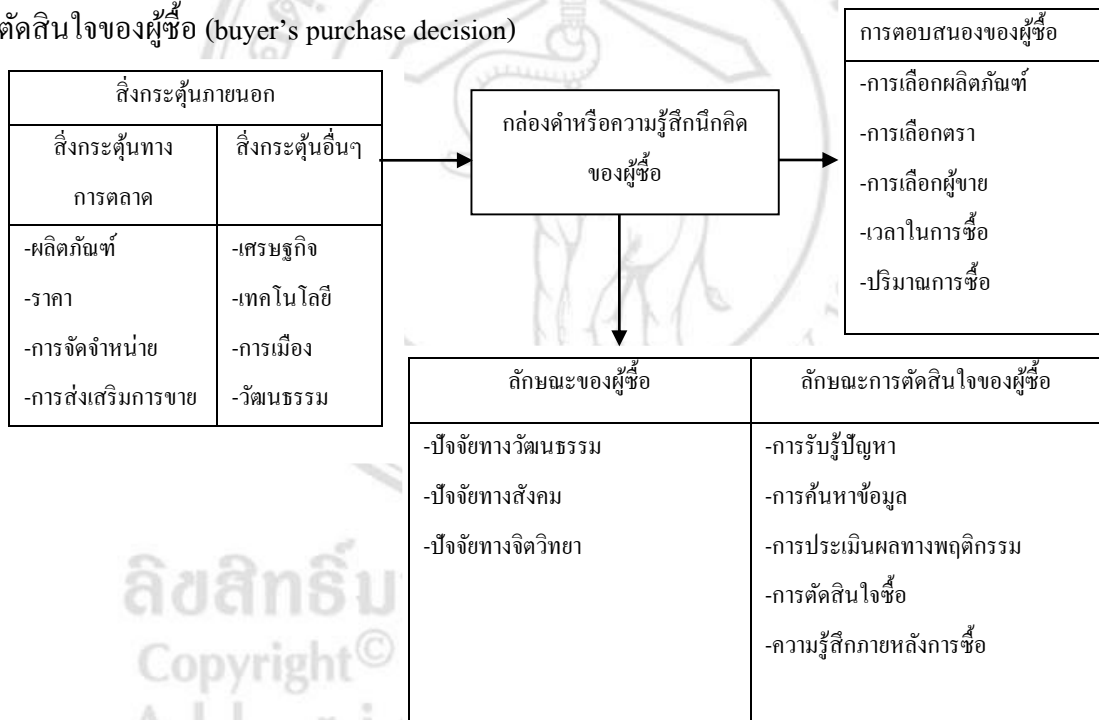 ตัดสินใจของผู้ซื้อ (buyer's purchase decision)
สิ่งกระตุ้นภายนอก
สิ่งกระตุ้นทาง
การตลาด
สิ่งกระตุ้นอื่นๆ
-ผลิตภัณฑ์
-ราคา
-การจัดจำหน่าย
-การส่งเสริมการขาย
-เศรษฐกิจ
-เทคโนโลยี
-การเมือง
-วัฒนธรรม
กล่องดำหรือความรู้สึกนึกคิด
ของผู้ซื้อ
การตอบสนองของผู้ซื้อ
-การเลือกผลิตภัณฑ์
-การเลือกตรา
-การเลือกผู้ขาย
-เวลาในการซื้อ
-ปริมาณการซื้อ
ลักษณะของผู้ซื้อ
-ปัจจัยทางวัฒนธรรม
-ปัจจัยทางสังคม
-ปัจจัยทางจิตวิทยา
ลักษณะการตัดสินใจของผู้ซื้อ
-การรับรู้ปัญหา
-การค้นหาข้อมูล
-การประเมินผลทางพฤติกรรม
-การตัดสินใจซื้อ
-ความรู้สึกภายหลังการซื้อ
ลิขสิทธิ์ม
Copyright©